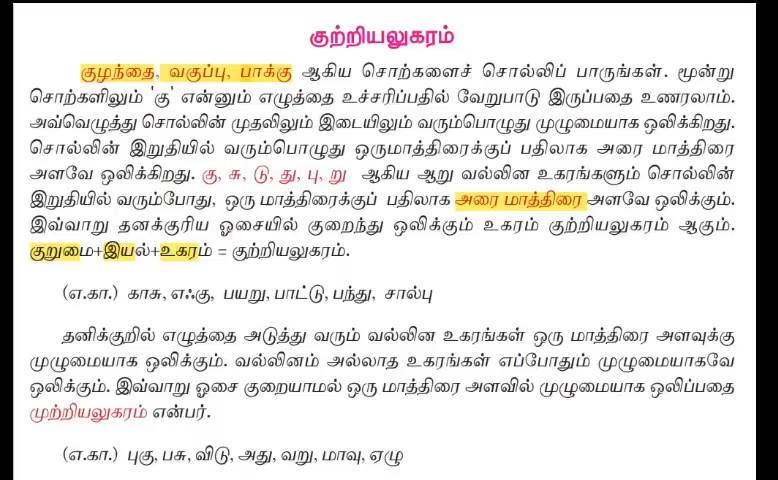 குற்றியலுகரம்
குழந்தை, வகுப்பு, பாக்கு ஆகிய சொற்களைச் சொல்லிப் பாருங்கள். மூன்று
சொற்களிலும் 'கு' என்னும் எழுத்தை உச்சரிப்பதில் வேறுபாடு இருப்பதை உணரலாம்.
அவ்வெழுத்து சொல்லின் முதலிலும் இடையிலும் வரும்பொழுது முழுமையாக ஒலிக்கிறது.
சொல்லின் இறுதியில் வரும்பொழுது ஒருமாத்திரைக்குப் பதிலாக அரை மாத்திரை
அளவே ஒலிக்கிறது. கு, சு, டு, து, பு, று ஆகிய ஆறு வல்லின உகரங்களும் சொல்லின்
இறுதியில் வரும்போது, ஒரு மாத்திரைக்குப் பதிலாக அரை மாத்திரை அளவே ஒலிக்கும்.
இவ்வாறு தனக்குரிய ஓசையில் குறைந்து ஒலிக்கும் உகரம் குற்றியலுகரம் ஆகும்.
குறுமை+இயல்+உகரம் = குற்றியலுகரம்.
(எ.கா.) காசு, எஃகு, பயறு, பாட்டு, பந்து, சால்பு
தனிக்குறில் எழுத்தை அடுத்து வரும் வல்லின உகரங்கள் ஒரு மாத்திரை அளவுக்கு
முழுமையாக ஒலிக்கும். வல்லினம் அல்லாத உகரங்கள் எப்போதும் முழுமையாகவே
ஒலிக்கும். இவ்வாறு ஓசை குறையாமல் ஒரு மாத்திரை அளவில் முழுமையாக ஒலிப்பதை
முற்றியலுகரம் என்பர்.
(எ.கா.) புகு, பசு, விடு, அது, வறு, மாவு, ஏழு